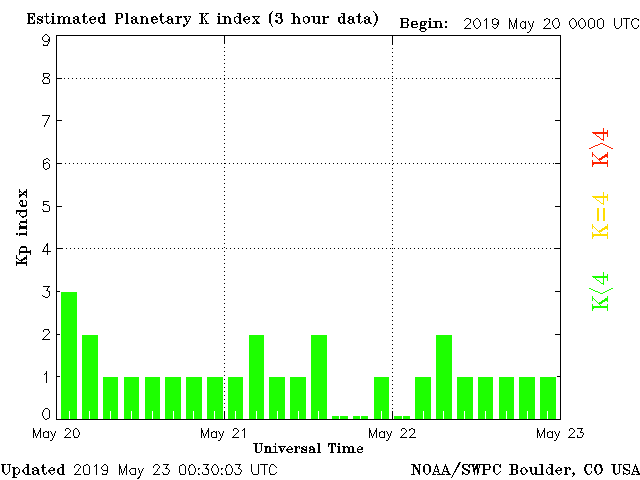 Estimated Planetary K index (3 hour data)
Begin: 2019 May 20 0000 UTC
9
8
7
6
5
4
3
2
1
0
Kp index
K>4
K=4
K<4
May 20
May 21
May 22
May 23
Universal Time
Updated 2019 May 23 00:30:03 UTC
NOAA/SWPC Boulder, CO USA